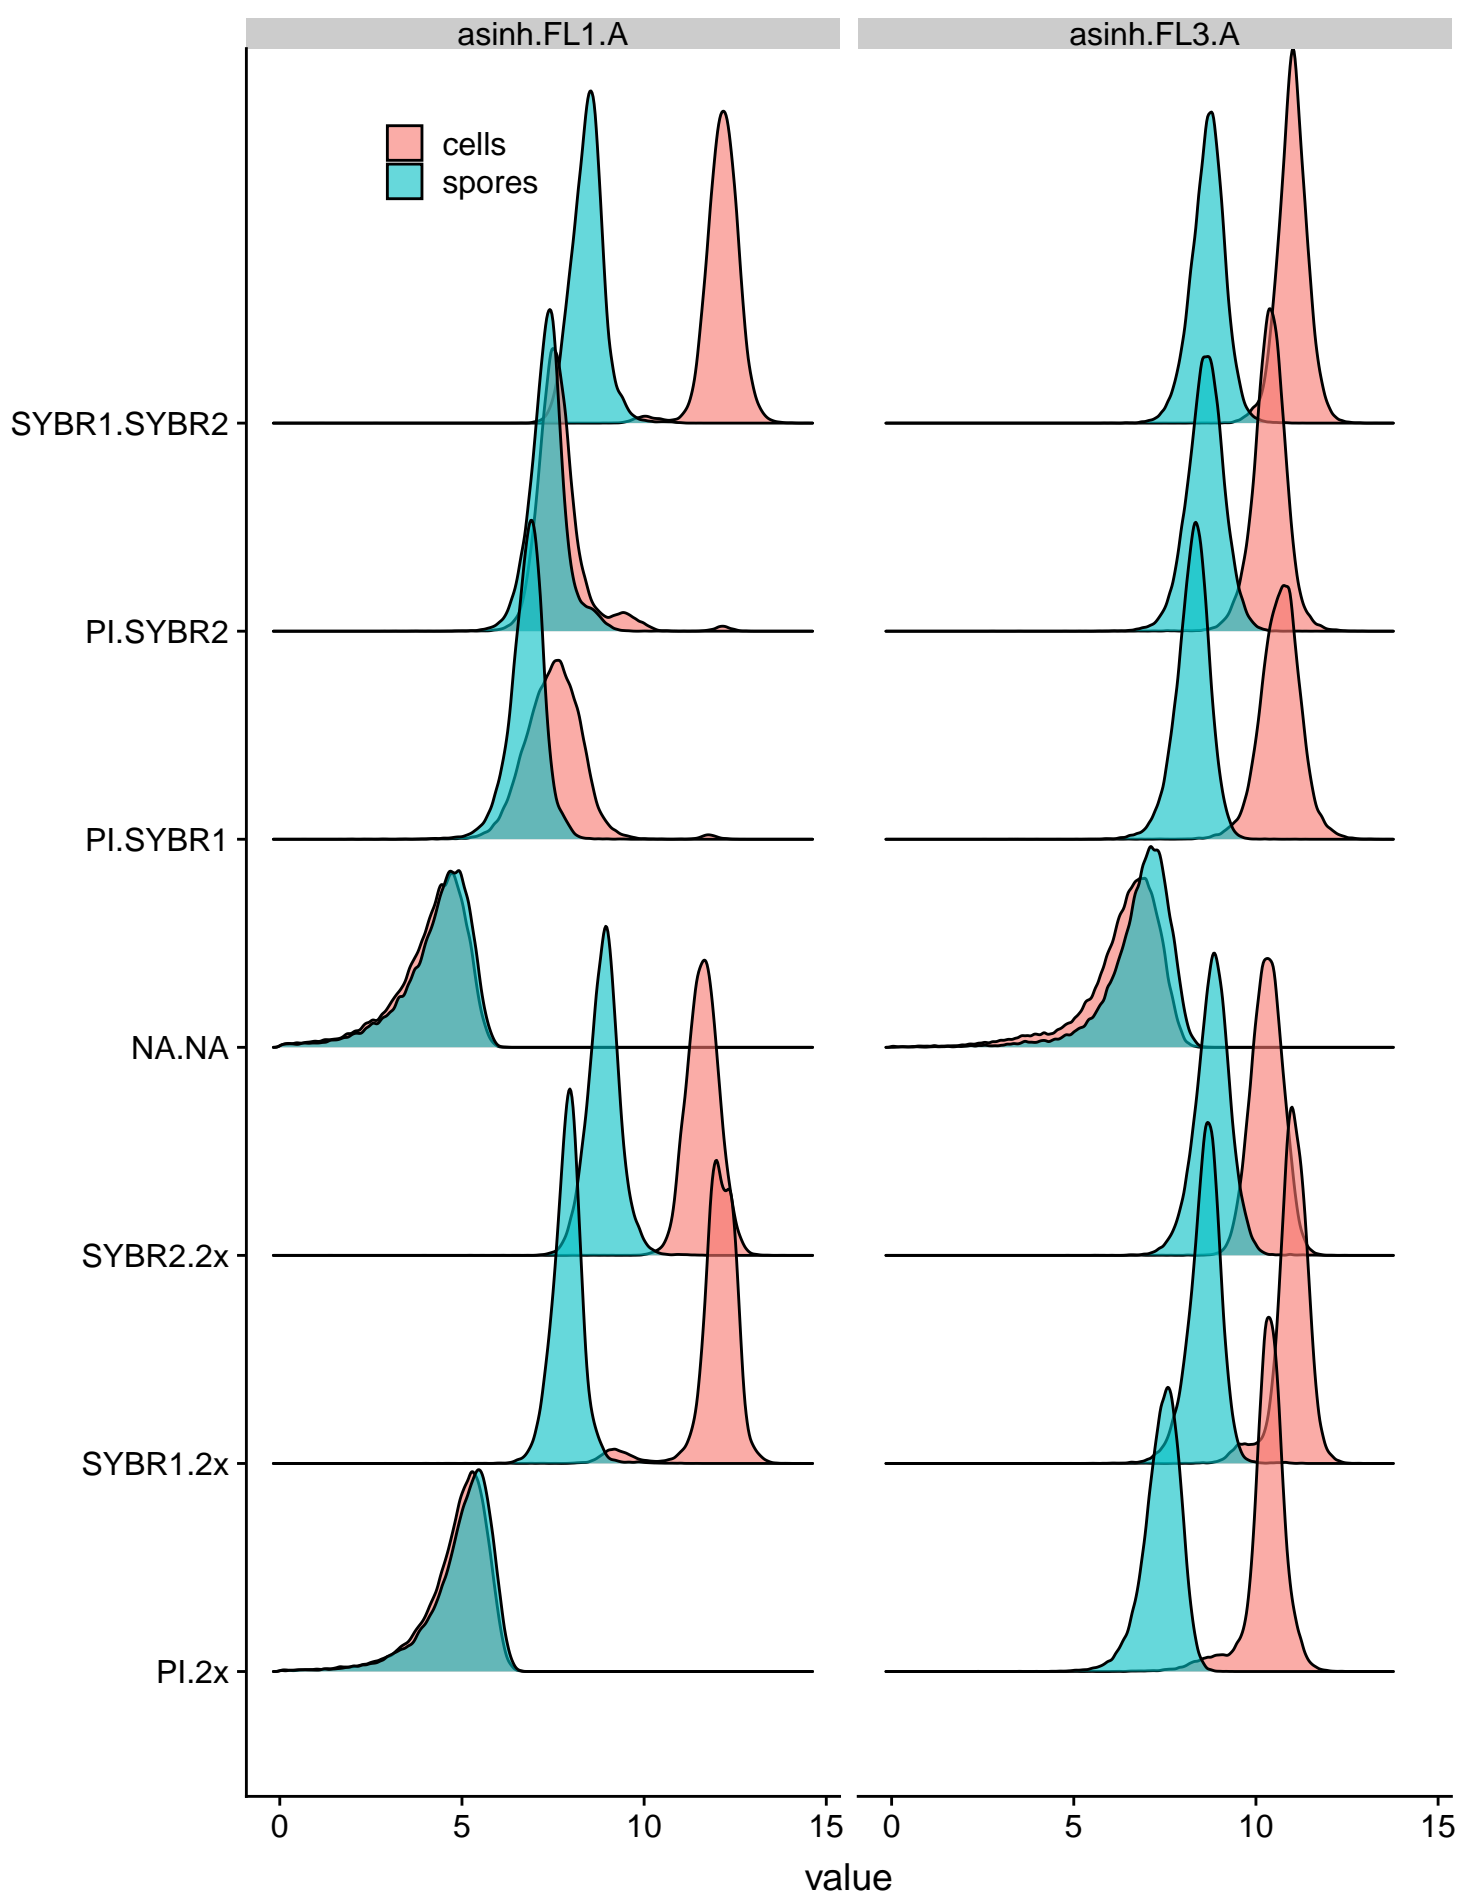 asinh.FL1.A
asinh.FL3.A
cells
spores
SYBR1.SYBR2
PI.SYBR2
PI.SYBR1
NA.NA
SYBR2.2x
SYBR1.2x
PI.2x
0 5 10 15 0 5 10 15
value